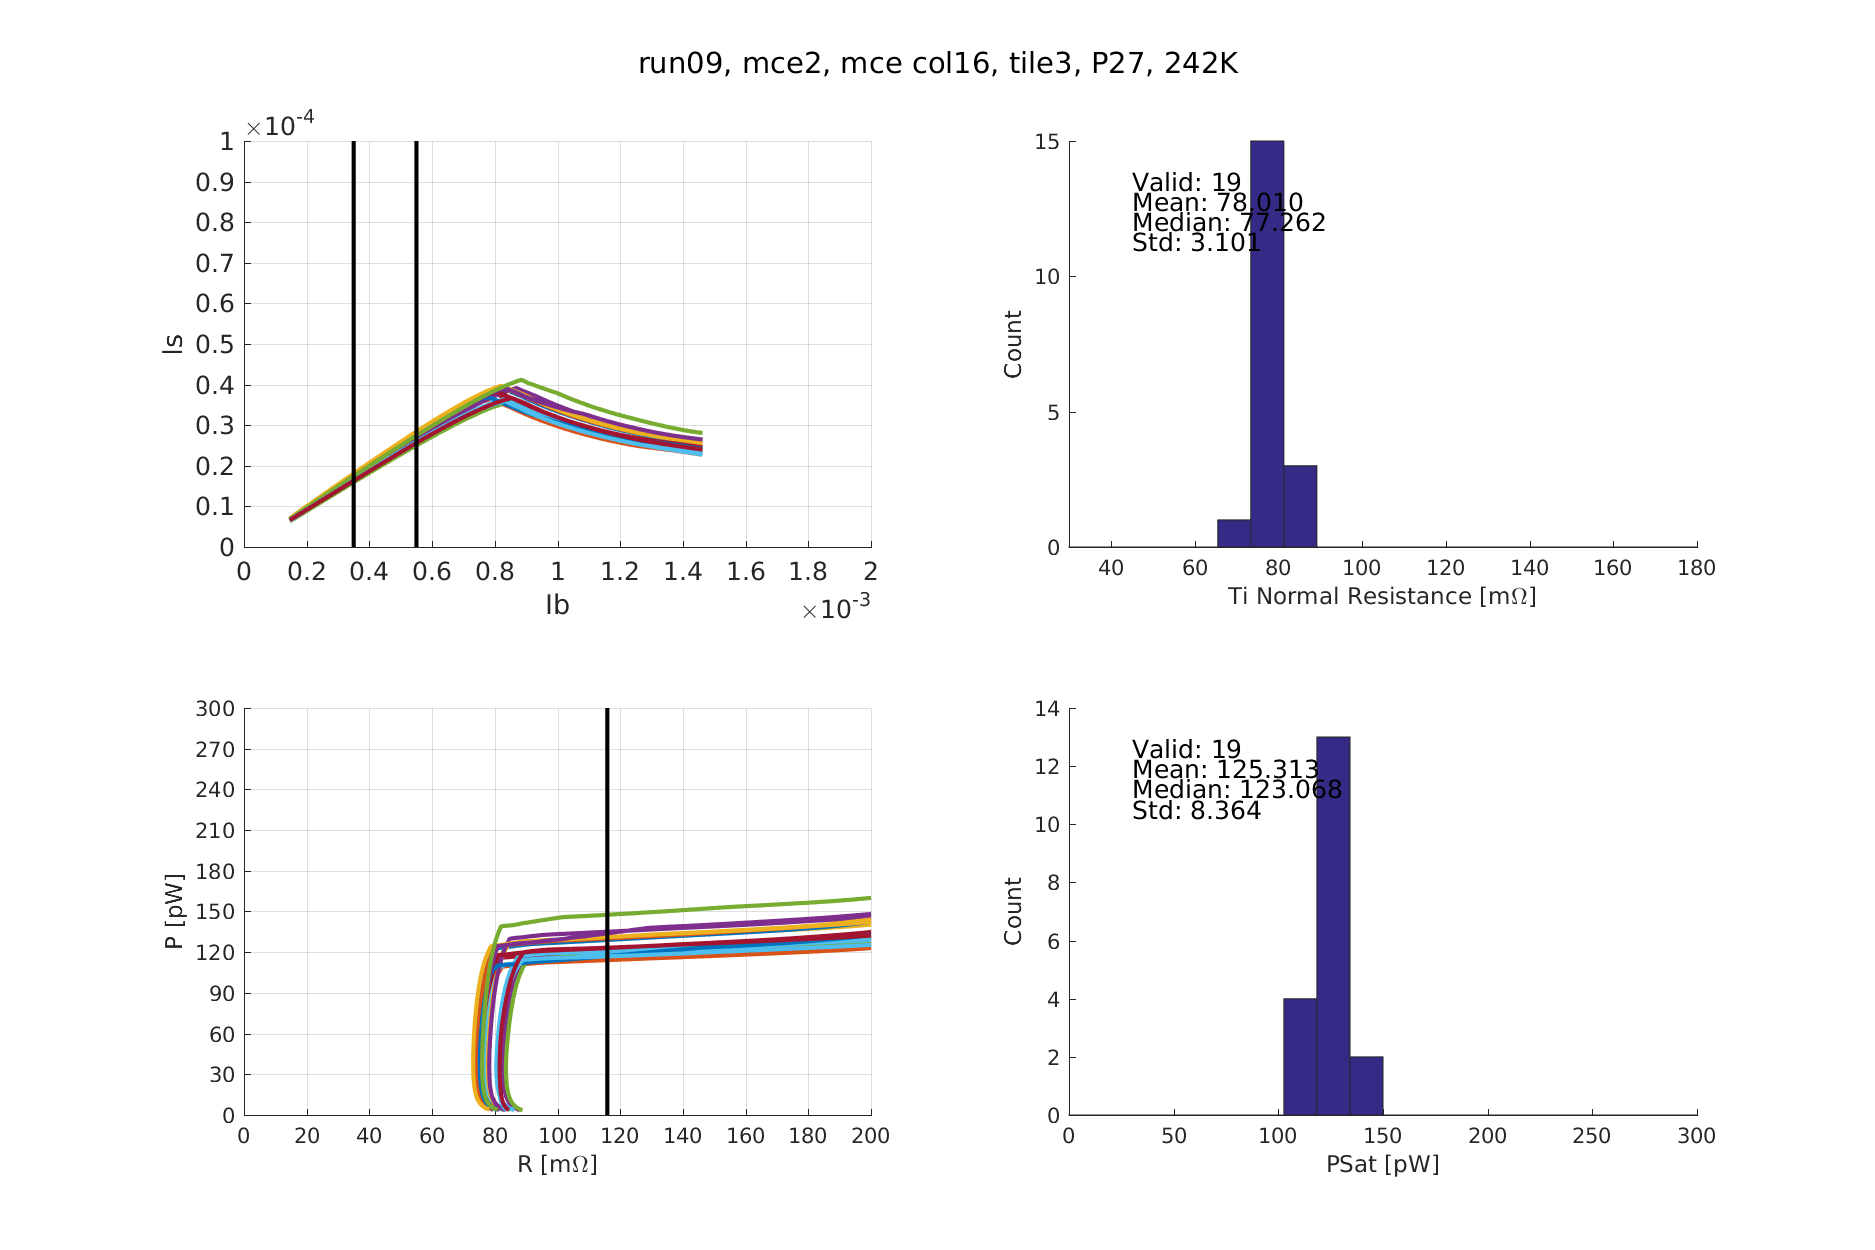 run09, mce2, mce col16, tile3, P27, 242K
×10-4
1
0.9
0.8
0.7
0.6
0.5
0.4
0.3
0.2
0.1
0
Is
0 0.2 0.4 0.6 0.8 1 1.2 1.4 1.6 1.8 2
Ib
×10-3
15
10
5
0
Count
Valid: 19
Mean: 78.010
Median: 77.262
Std: 3.101
40 60 80 100 120 140 160 180
Ti Normal Resistance [mΩ]
300
270
240
210
180
150
120
90
60
30
0
P [pW]
0 20 40 60 80 100 120 140 160 180 200
R [mΩ]
14
12
10
8
6
4
2
0
Count
Valid: 19
Mean: 125.313
Median: 123.068
Std: 8.364
0 50 100 150 200 250 300
PSat [pW]